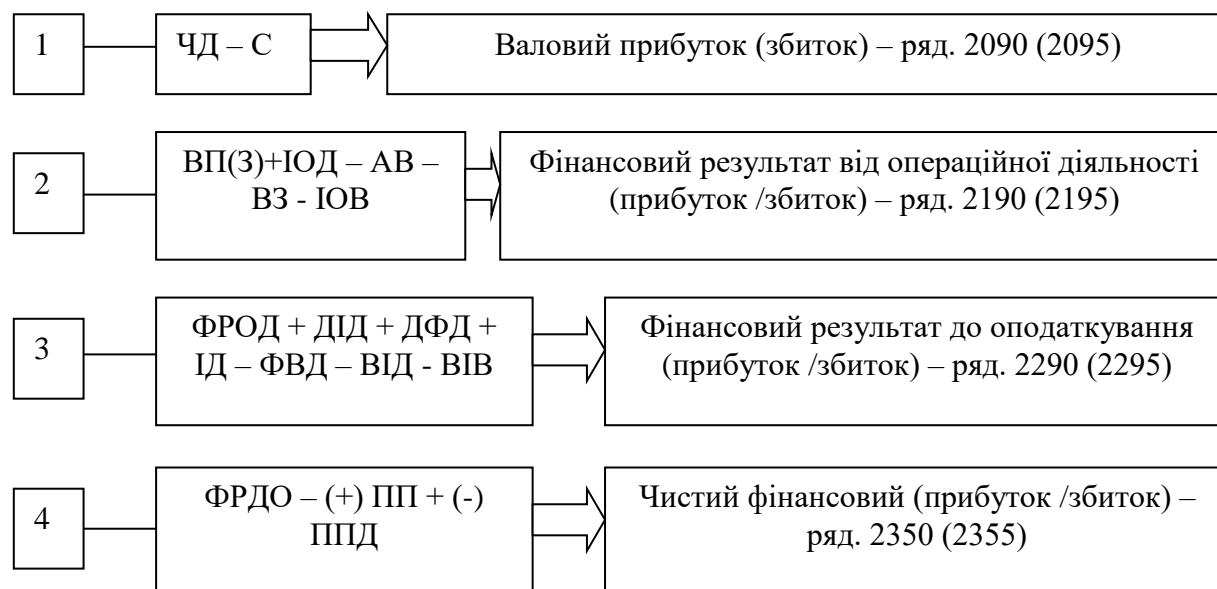 1
ЧД – С
Валовий прибуток (збиток) – ряд. 2090 (2095)
2
ВП(З)+ІОД – АВ –
ВЗ - ІОВ
Фінансовий результат від операційної діяльності
(прибуток /збиток) – ряд. 2190 (2195)
3
ФРОД + ДІД + ДФД +
ІД – ФВД – ВІД - ВІВ
Фінансовий результат до оподаткування
(прибуток /збиток) – ряд. 2290 (2295)
4
ФРДО – (+) ПП + (-)
ППД
Чистий фінансовий (прибуток /збиток) –
ряд. 2350 (2355)